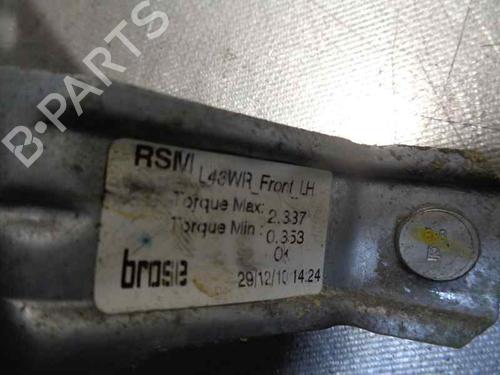 B-PARTS
RSM L43WR_Front_LH
Torque Max: 2.337
Torque Min : 0.353
OK
brose 29/12/10 14:24